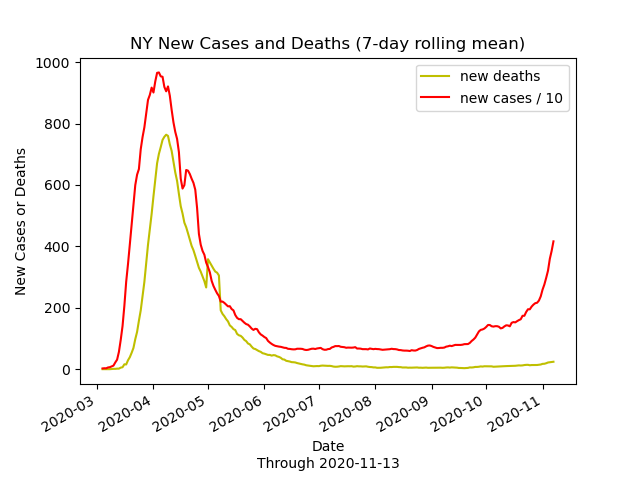 NY New Cases and Deaths (7-day rolling mean)
new deaths
new cases / 10
New Cases or Deaths
1000
800
600
400
200
0
2020-03
2020-04
2020-05
2020-06
2020-07
2020-08
2020-09
2020-10
2020-11
Date
Through 2020-11-13